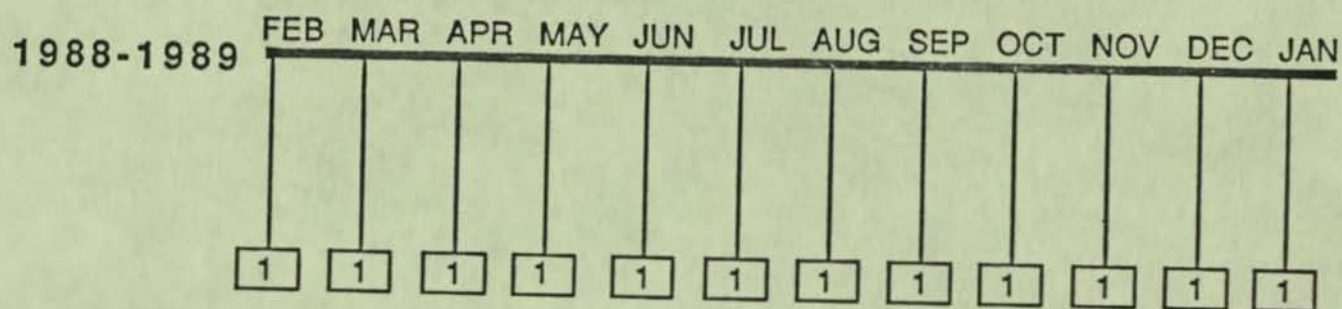 1988-1989 FEB MAR APR MAY JUN JUL AUG SEP OCT NOV DEC JAN
1 1 1 1 1 1 1 1 1 1 1 1